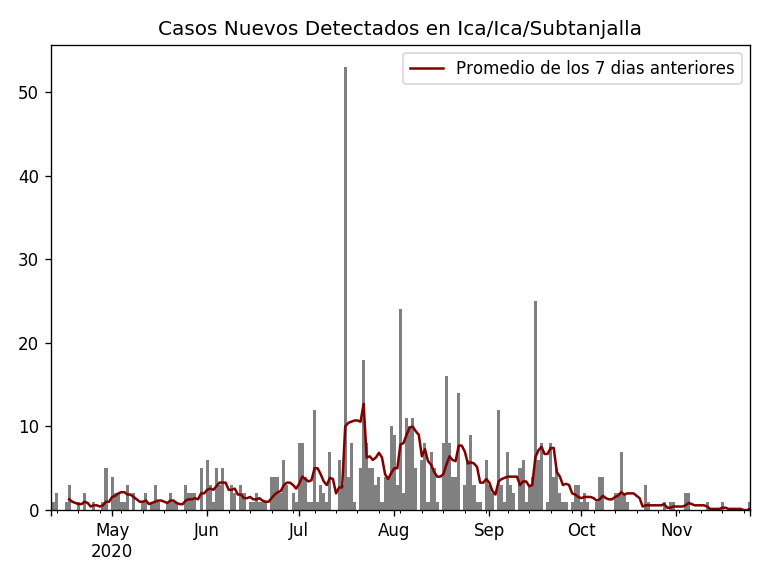 Casos Nuevos Detectados en Ica/Ica/Subtanjalla
Promedio de los 7 dias anteriores
50
40
30
20
10
0
May Jun Jul Aug Sep Oct Nov
2020